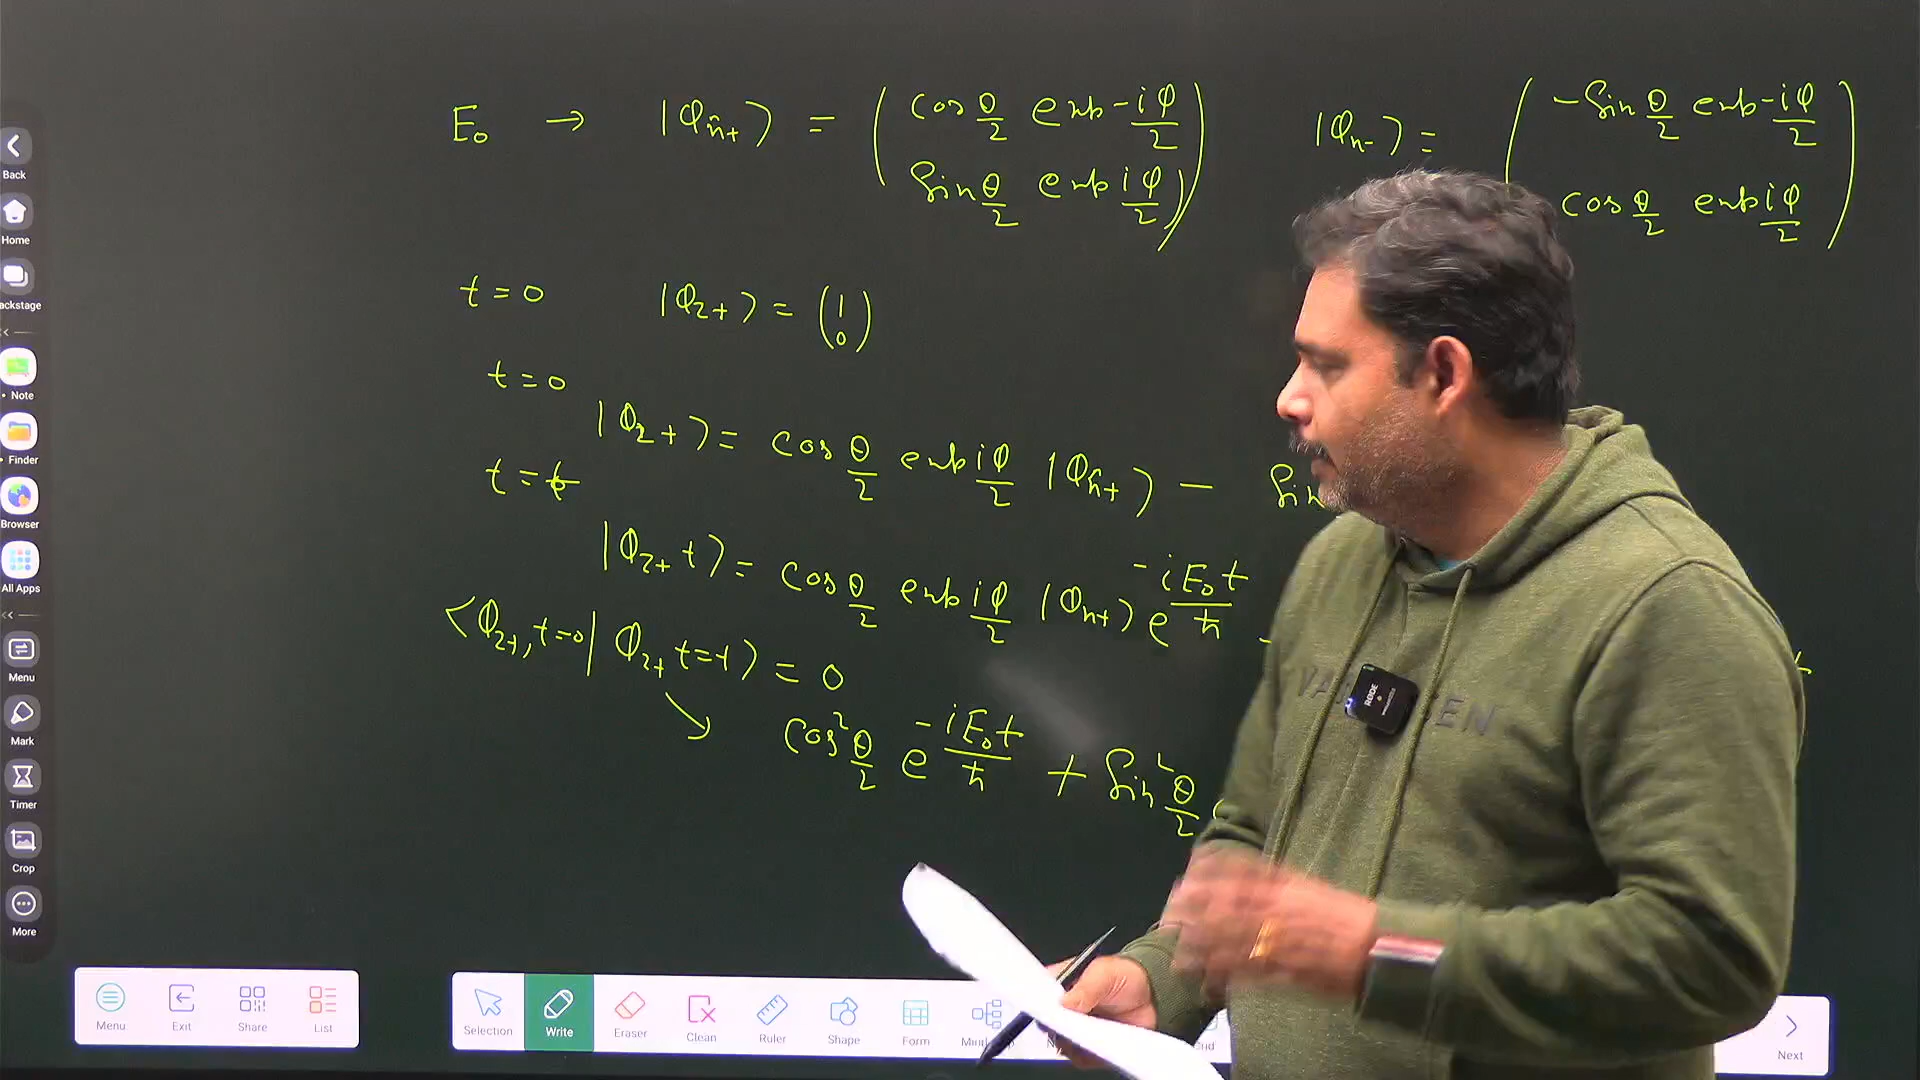 E₀ → |Φn̂+⟩ = (cos θ/2 exp -iφ/2
sin θ/2 exp iφ/2)
|Φn-⟩ = (-sin θ/2 exp -iφ/2
cos θ/2 exp iφ/2)
t = 0 |Φz+⟩ = (1
0)
t = 0
|Φz+⟩ = cos θ/2 exp iφ/2 |Φn̂+⟩ - sin
t = t
|Φz+ t⟩ = cos θ/2 exp iφ/2 |Φn+⟩ e^(-iE₀t/ħ) -
⟨Φz+, t=0| Φz+ t=t⟩ = 0
↘ cos² θ/2 e^(-iE₀t/ħ) + sin² θ/2
Back
Home
ackstage
Note
Finder
Browser
All Apps
Menu
Mark
Timer
Crop
More
RØDE
Menu Exit Share List
Selection Write Eraser Clean Ruler Shape Form
Next